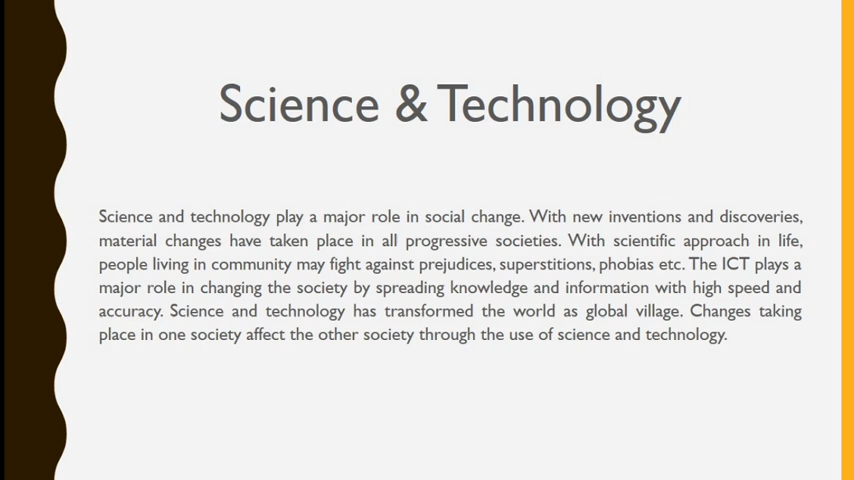 Science & Technology
Science and technology play a major role in social change. With new inventions and discoveries,
material changes have taken place in all progressive societies. With scientific approach in life,
people living in community may fight against prejudices, superstitions, phobias etc. The ICT plays a
major role in changing the society by spreading knowledge and information with high speed and
accuracy. Science and technology has transformed the world as global village. Changes taking
place in one society affect the other society through the use of science and technology.